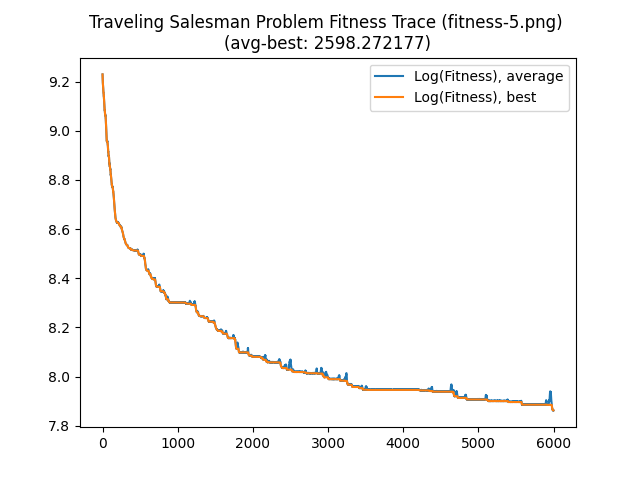 Traveling Salesman Problem Fitness Trace (fitness-5.png)
(avg-best: 2598.272177)
Log(Fitness), average
Log(Fitness), best
9.2
9.0
8.8
8.6
8.4
8.2
8.0
7.8
0 1000 2000 3000 4000 5000 6000